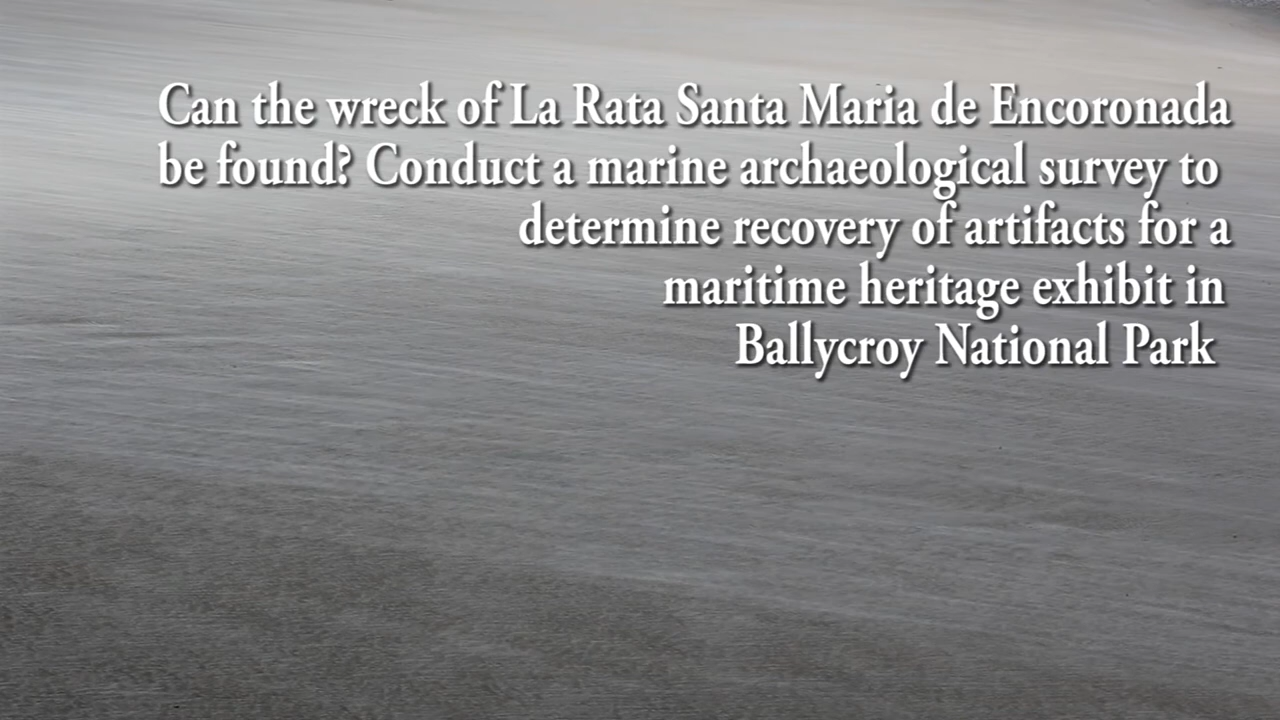 Can the wreck of La Rata Santa Maria de Encoronada
be found? Conduct a marine archaeological survey to
determine recovery of artifacts for a
maritime heritage exhibit in
Ballycroy National Park